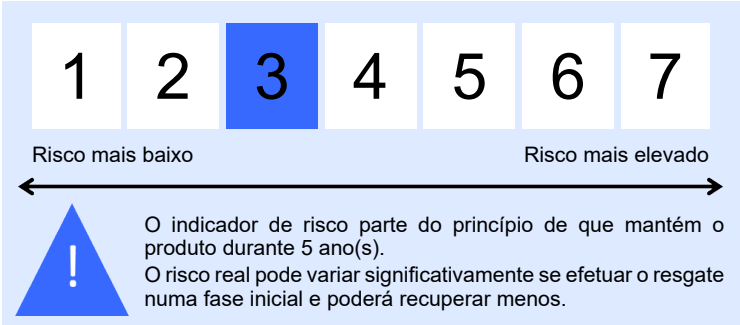 1 2 3 4 5 6 7
Risco mais baixo Risco mais elevado
!
O indicador de risco parte do princípio de que mantém o
produto durante 5 ano(s).
O risco real pode variar significativamente se efetuar o resgate
numa fase inicial e poderá recuperar menos.